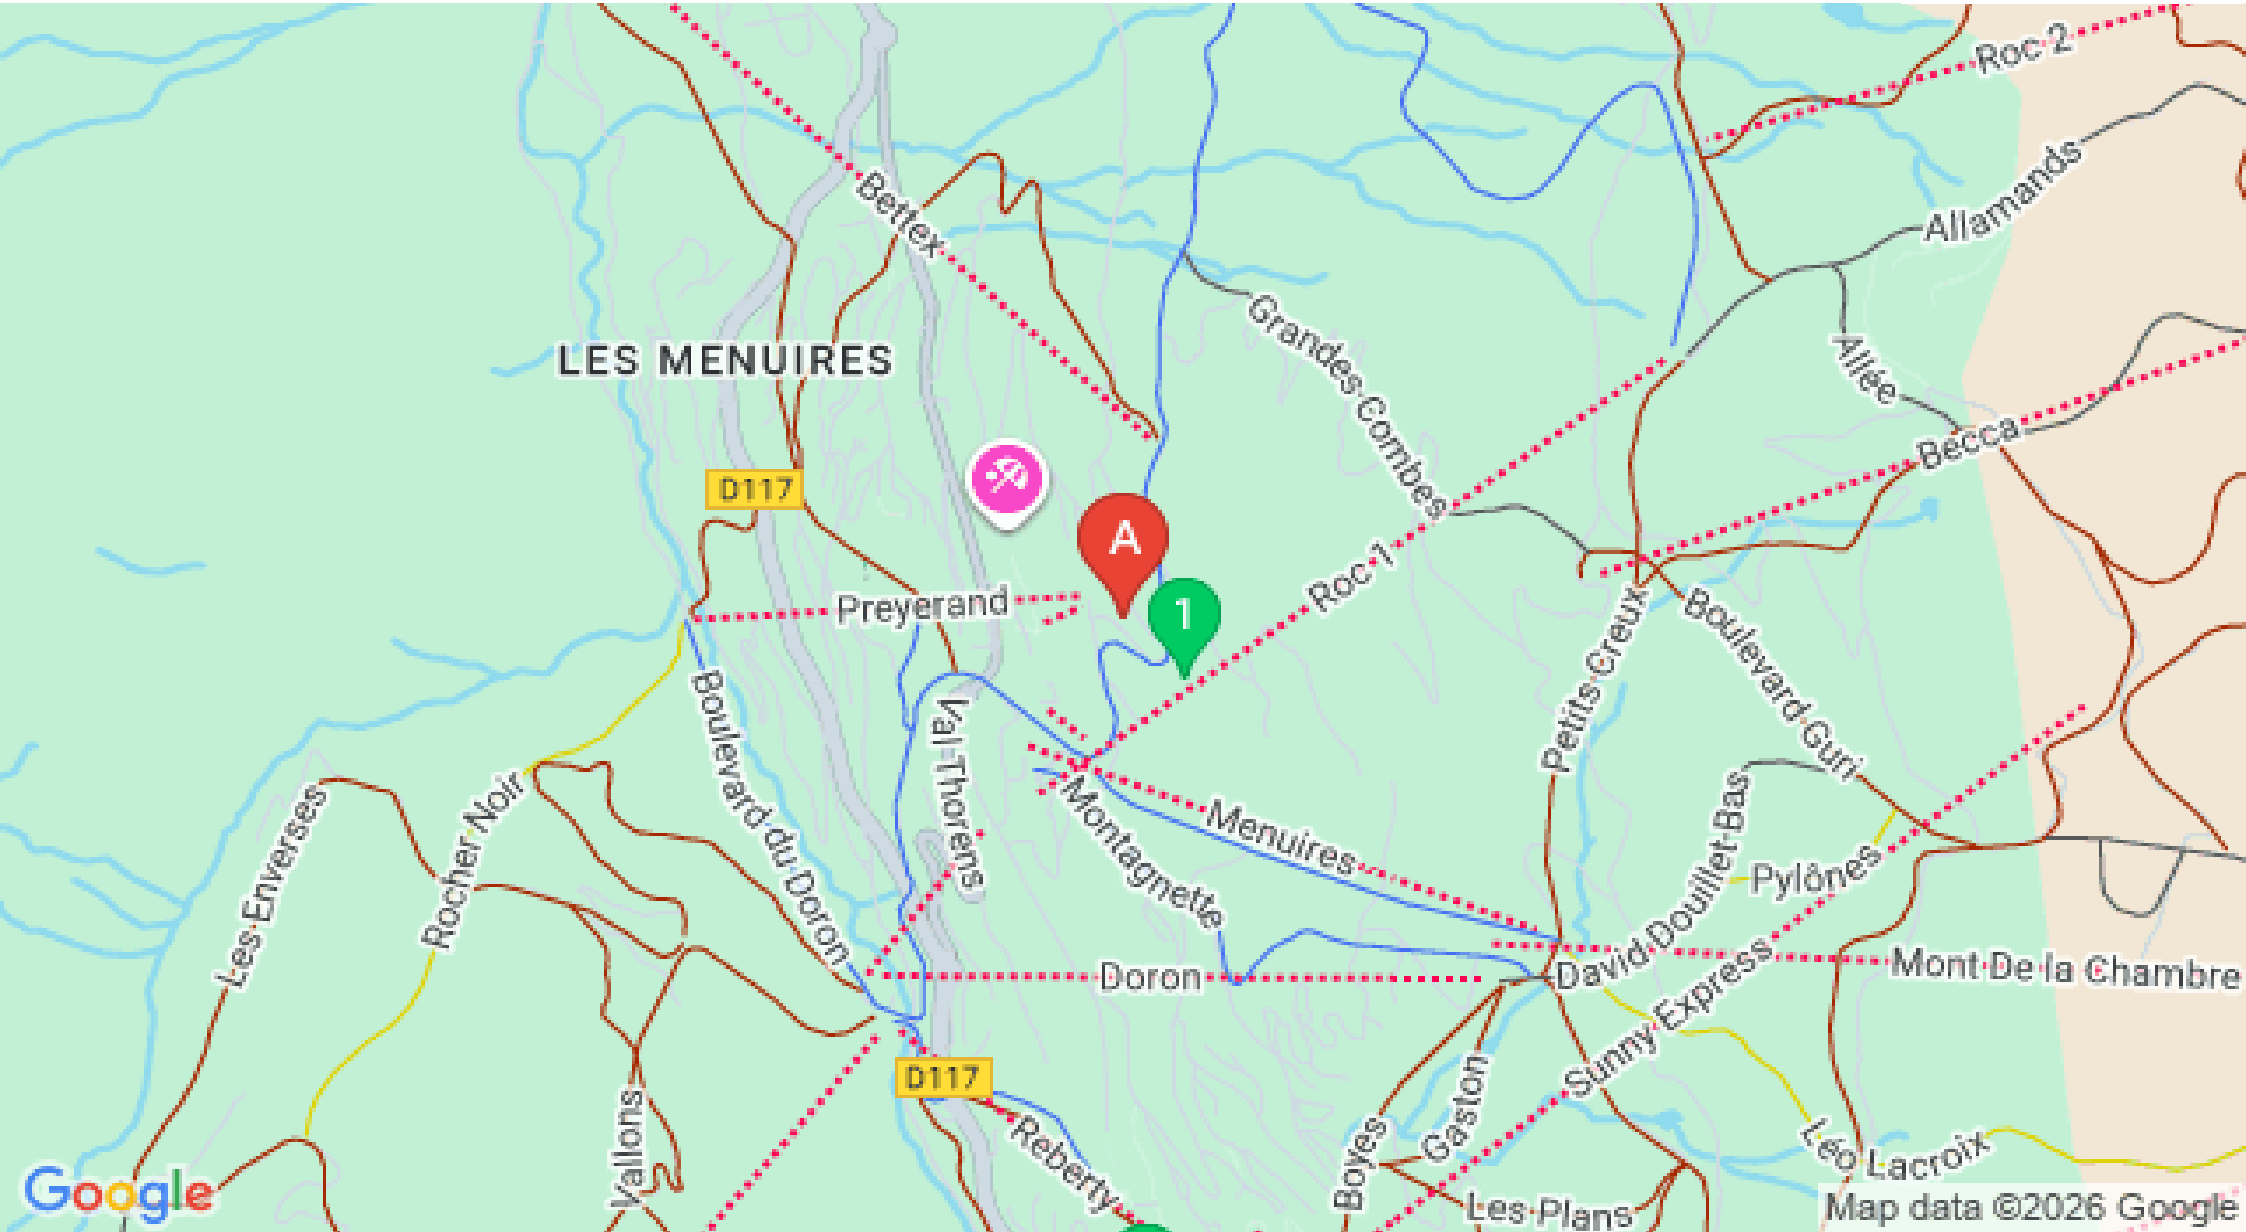 Roc 2
Allamands
Bettex
Grandes Combes
LES MENUIRES
Allée
Becca
D117
A
Roc 1
Preyerand
1
Petits Creux
Boulevard Guri
Boulevard du Doron
Val Thorens
Montagnette
Menuires
Les Enverses
Rocher Noir
David Douillet Bas
Pylônes
Doron
Mont De la Chambre
Sunny Express
D117
Reberty
Vallons
Boyes
Gaston
Léo Lacroix
Les Plans
Google
Map data ©2026 Google